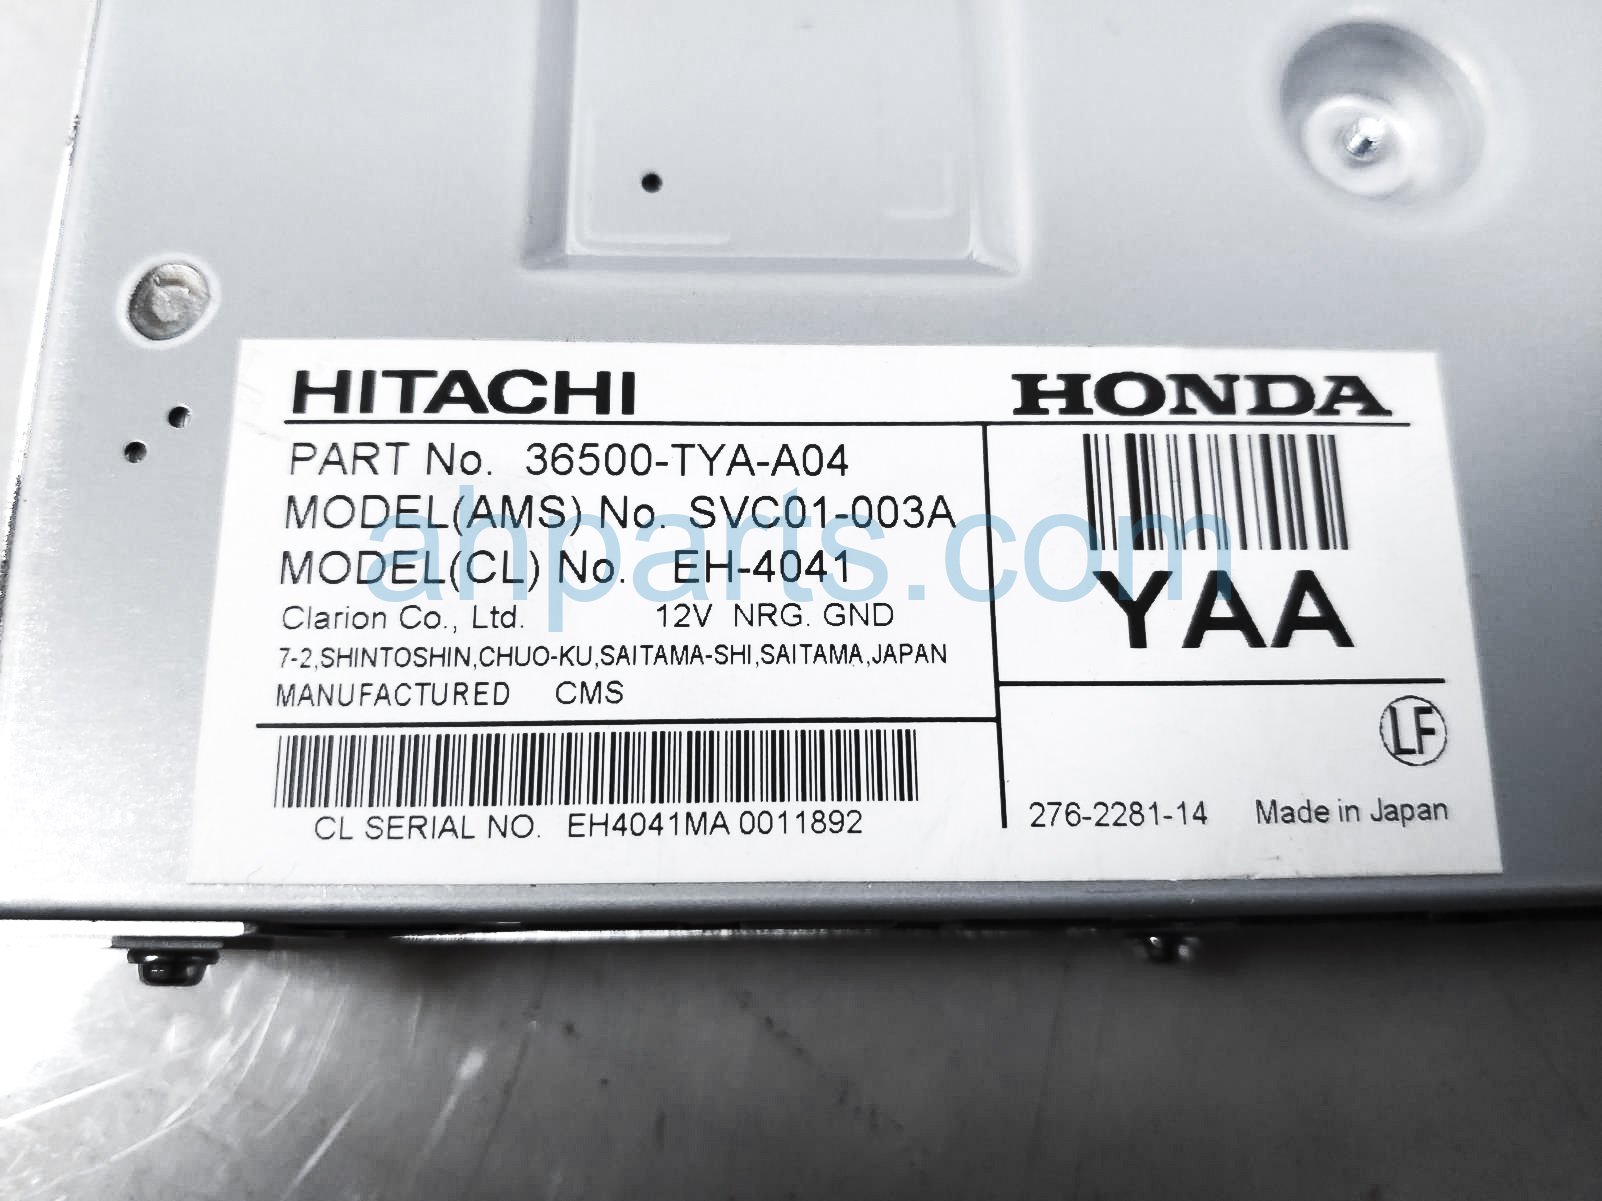 HITACHI HONDA
PART No. 36500-TYA-A04
MODEL(AMS) No. SVC01-003A
MODEL(CL) No. EH-4041
Clarion Co., Ltd. 12V NRG. GND
7-2,SHINTOSHIN,CHUO-KU,SAITAMA-SHI,SAITAMA,JAPAN
MANUFACTURED CMS
CL SERIAL NO. EH4041MA 0011892
YAA
LF
276-2281-14 Made in Japan
ahparts.com